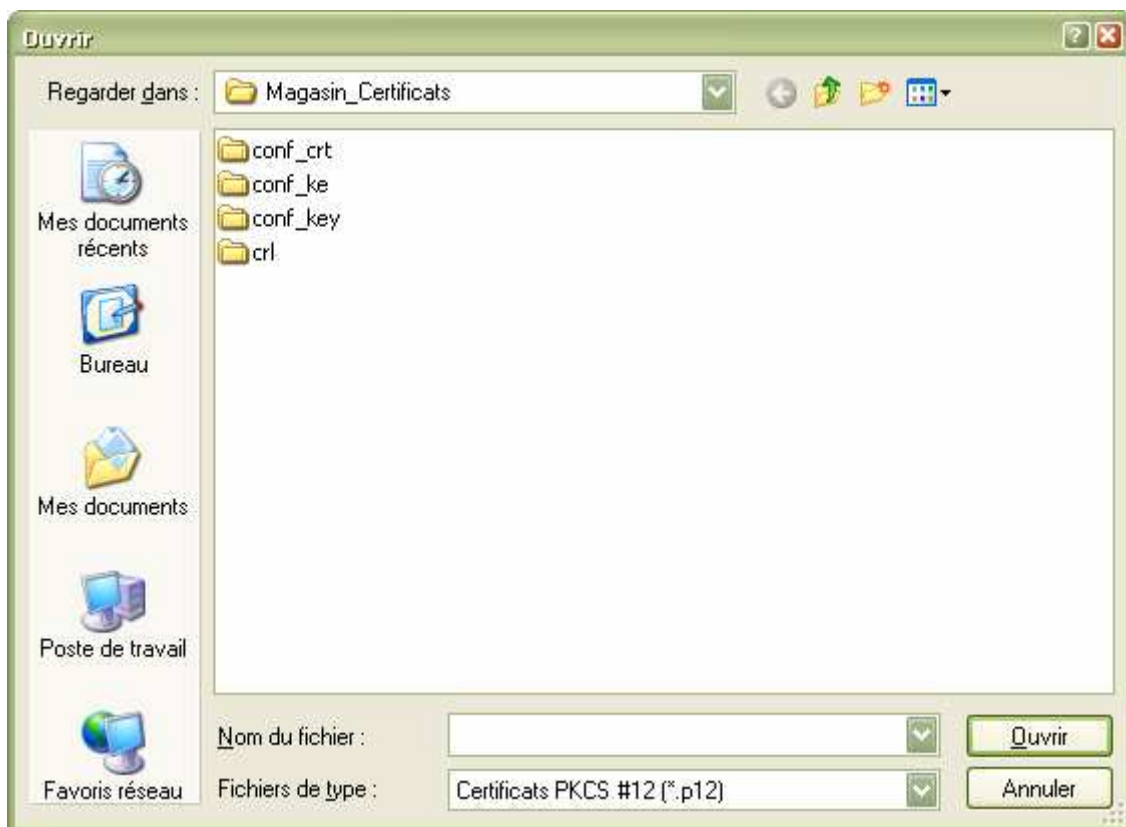 Ouvrir
Regarder dans :
Magasin_Certificats
Mes documents
récents
Bureau
Mes documents
Poste de travail
Favoris réseau
conf_crt
conf_ke
conf_key
crl
Nom du fichier :
Ouvrir
Fichiers de type :
Certificats PKCS #12 (*.p12)
Annuler